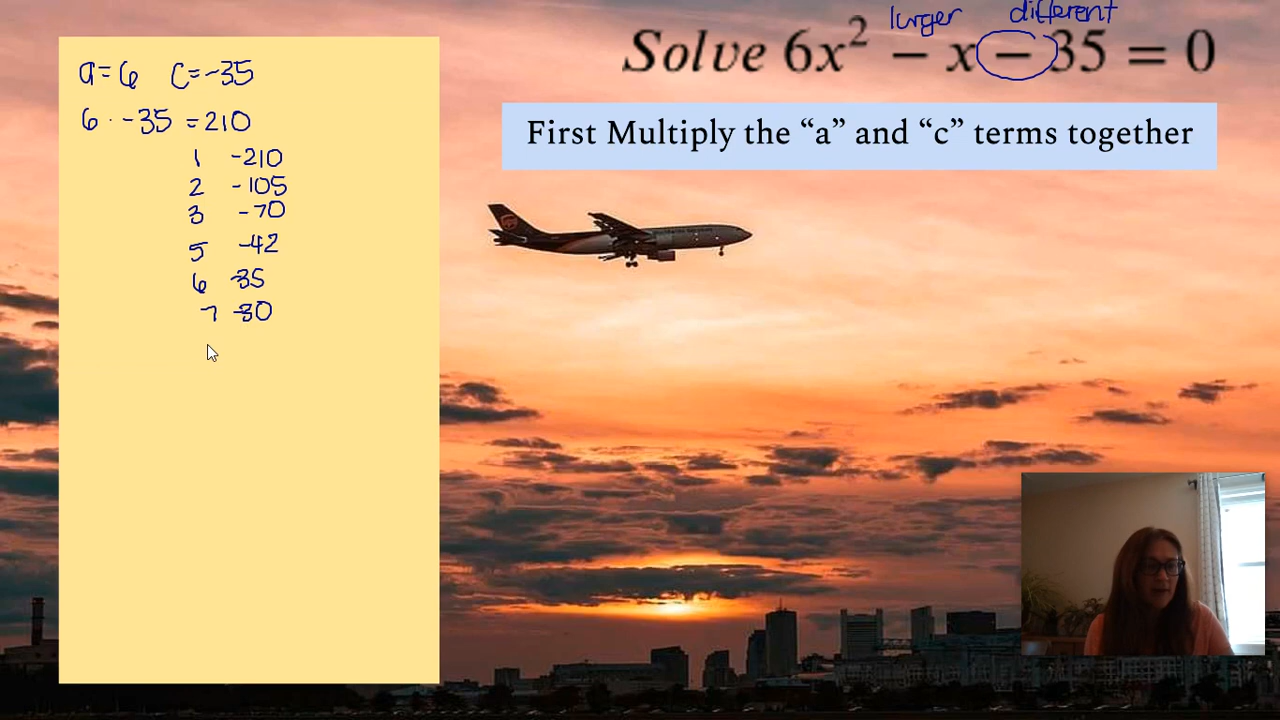 larger different
Solve 6x² − x − 35 = 0
First Multiply the “a” and “c” terms together
a=6 c=-35
6 · -35 =210
1 -210
2 -105
3 -70
5 -42
6 -35
7 -30